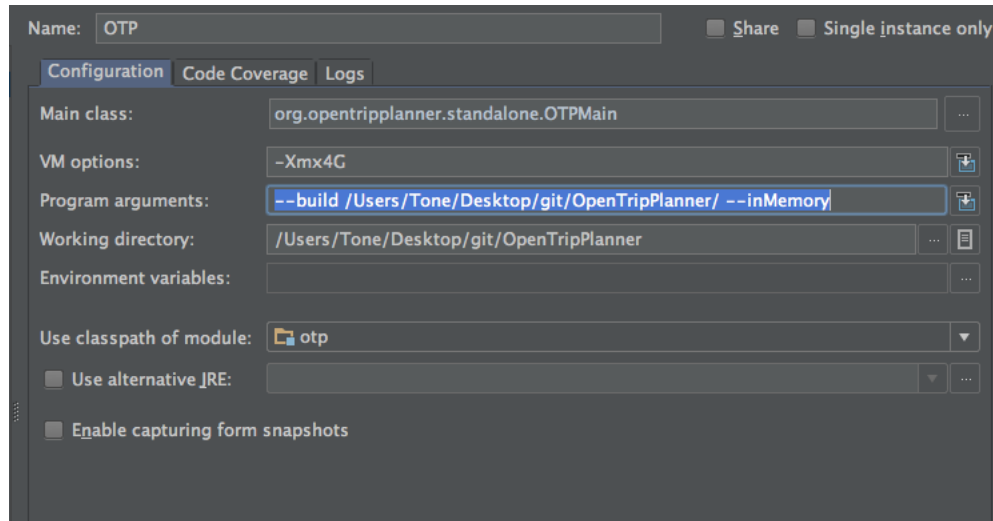 Name: OTP Share Single instance only
Configuration Code Coverage Logs
Main class: org.opentripplanner.standalone.OTPMain ...
VM options: -Xmx4G
Program arguments: --build /Users/Tone/Desktop/git/OpenTripPlanner/ --inMemory
Working directory: /Users/Tone/Desktop/git/OpenTripPlanner ...
Environment variables: ...
Use classpath of module: otp
Use alternative JRE: ...
Enable capturing form snapshots